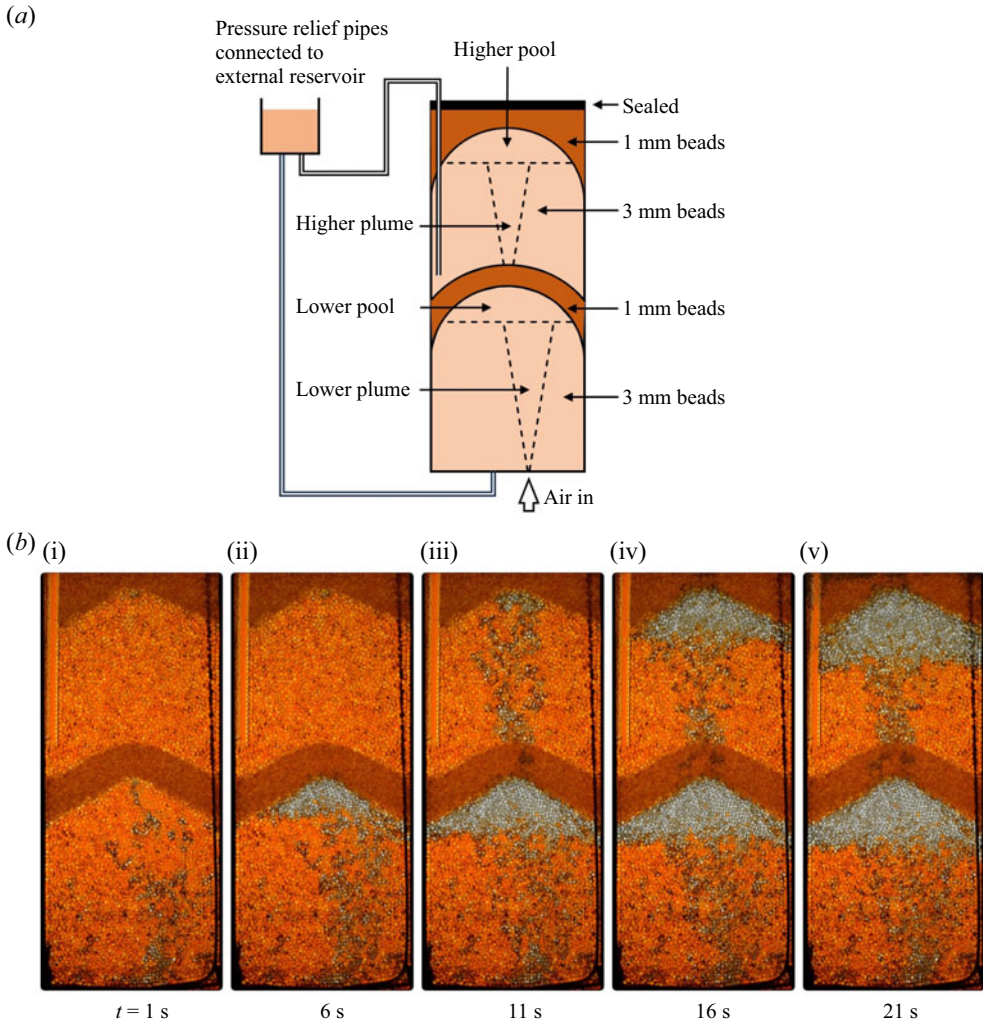 (a)
Pressure relief pipes
connected to
external reservoir
Higher pool
Sealed
1 mm beads
3 mm beads
Higher plume
Lower pool
1 mm beads
Lower plume
3 mm beads
Air in
(b)
(i)
(ii)
(iii)
(iv)
(v)
t = 1 s
6 s
11 s
16 s
21 s